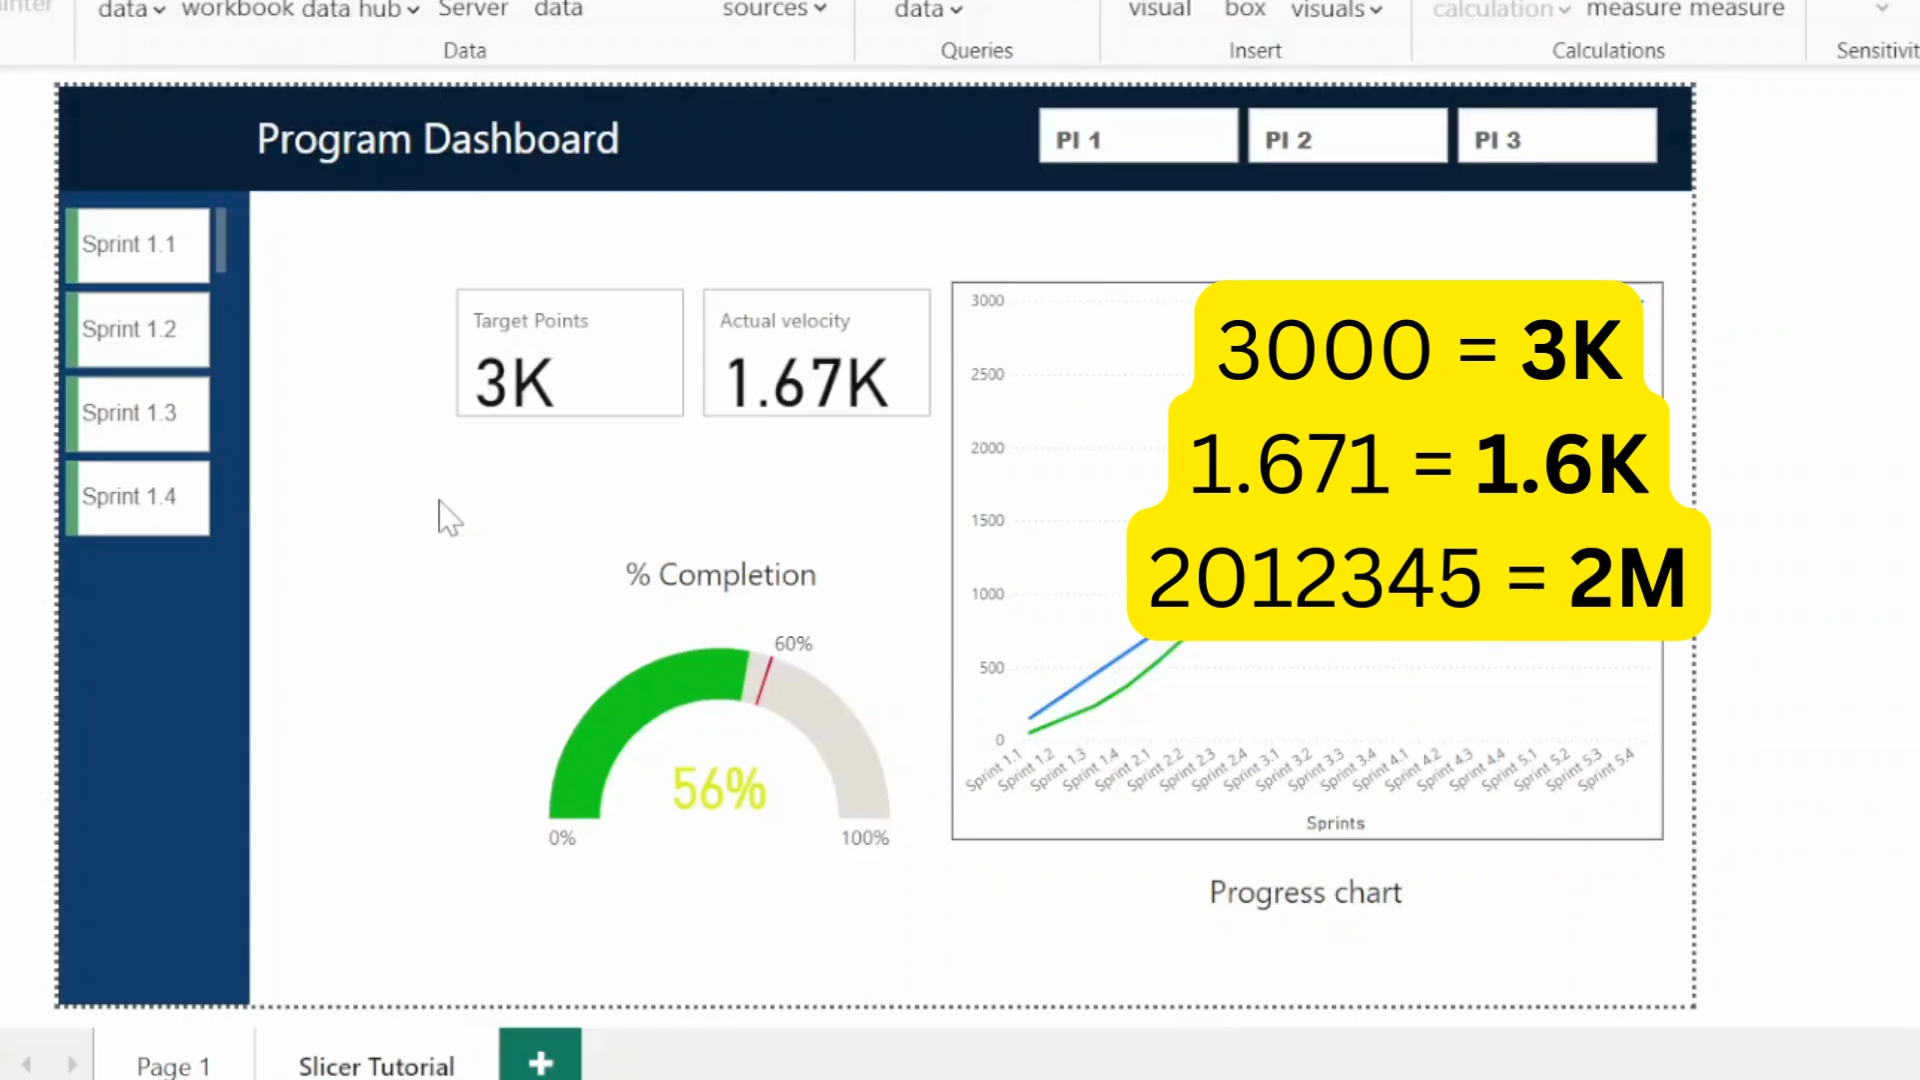 data workbook data hub Server data sources data visual box visuals calculation measure measure
Data Queries Insert Calculations
Program Dashboard
PI 1 PI 2 PI 3
Sprint 1.1
Sprint 1.2
Sprint 1.3
Sprint 1.4
Target Points
3K
Actual velocity
1.67K
% Completion
60%
56%
0% 100%
3000
2500
2000
1500
1000
500
0
3000 = 3K
1.671 = 1.6K
2012345 = 2M
Sprint 1.1
Sprint 1.2
Sprint 1.3
Sprint 1.4
Sprint 2.1
Sprint 2.2
Sprint 2.3
Sprint 2.4
Sprint 3.1
Sprint 3.2
Sprint 3.3
Sprint 3.4
Sprint 4.1
Sprint 4.2
Sprint 4.3
Sprint 4.4
Sprint 5.1
Sprint 5.2
Sprint 5.3
Sprint 5.4
Sprints
Progress chart
Page 1 Slicer Tutorial +